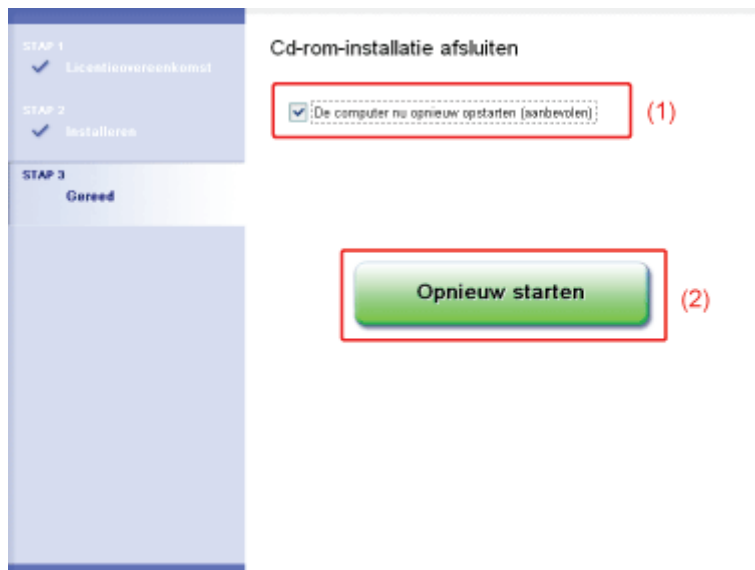 STAP 1
Licentieovereenkomst
STAP 2
Installeren
STAP 3
Gereed
Cd-rom-installatie afsluiten
De computer nu opnieuw opstarten (aanbevolen)
(1)
Opnieuw starten
(2)